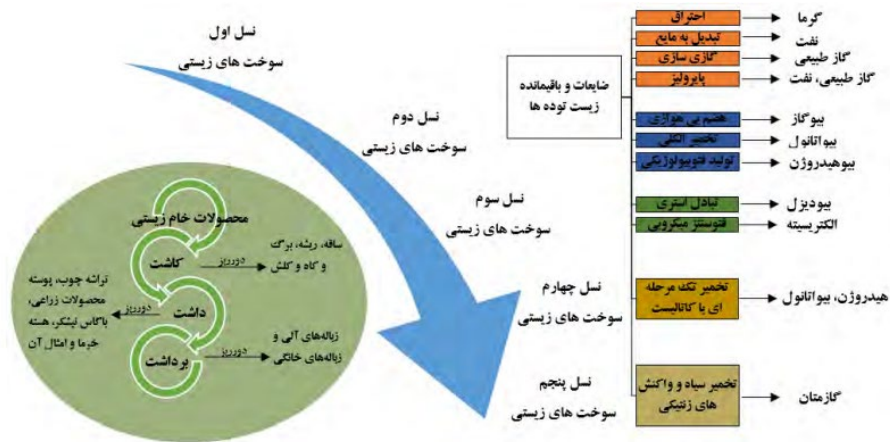 نسل اول
سوخت های زیستی
نسل دوم
سوخت های زیستی
نسل سوم
سوخت های زیستی
نسل چهارم
سوخت های زیستی
نسل پنجم
سوخت های زیستی
ضایعات و باقیمانده
زیست توده ها
احتراق
گرما
تبدیل به مایع
نفت
گازی سازی
گاز طبیعی
پایرولیز
گاز طبیعی، نفت
هضم بی هوازی
بیوگاز
تخمیر الکلی
بیواتانول
تولید فتوبیولوژیکی
بیوهیدروژن
تبادل استری
بیودیزل
فتوسنتز میکروبی
الکتریسیته
تخمیر تک مرحله
ای با کاتالیست
هیدروژن، بیواتانول
تخمیر سیاه و واکنش
های ژنتیکی
گازمتان
محصولات خام زیستی
کاشت
دورریز
ساقه، ریشه، برگ
و کاه و کلش
داشت
دورریز
تراشه چوب، پوسته
محصولات زراعی،
باگاس نیشکر، هسته
خرما و امثال آن
برداشت
دورریز
زباله‌های آلی و
زباله‌های خانگی